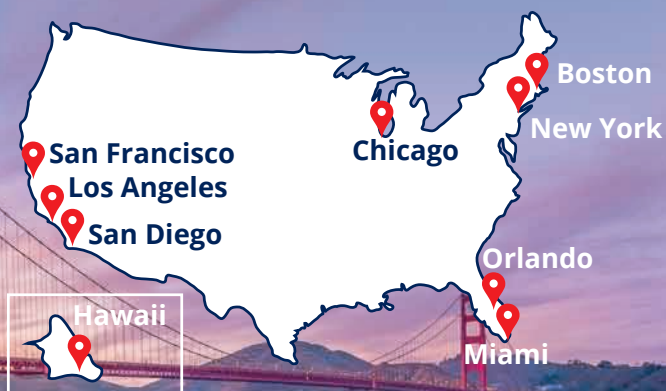 Boston
New York
Chicago
San Francisco
Los Angeles
San Diego
Orlando
Hawaii
Miami